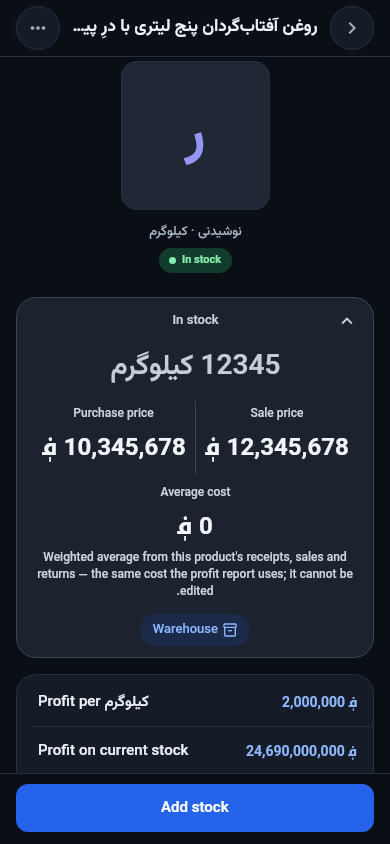 روغن آفتاب‌گردان پنج لیتری با درِ پیـ...
ر
نوشیدنی · کیلوگرم
In stock
In stock
12345 کیلوگرم
Purchase price
Sale price
10,345,678 ؋
12,345,678 ؋
Average cost
0 ؋
Weighted average from this product's receipts, sales and
returns — the same cost the profit report uses; it cannot be
edited.
Warehouse
Profit per کیلوگرم
2,000,000 ؋
Profit on current stock
24,690,000,000 ؋
Add stock